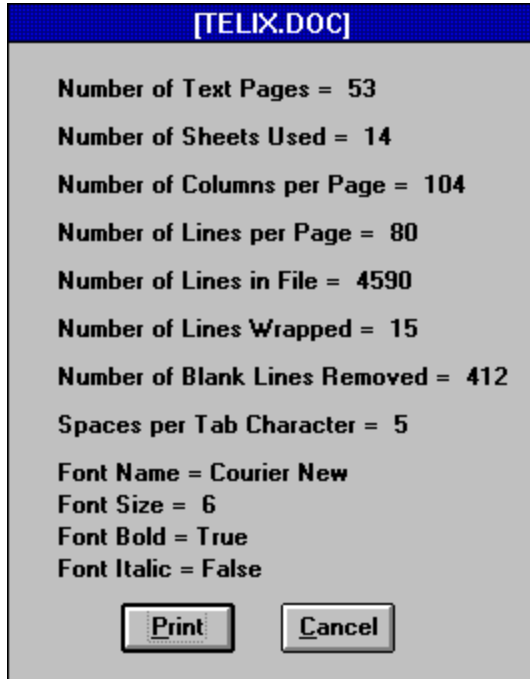 [TELIX.DOC]
Number of Text Pages =  53
Number of Sheets Used =  14
Number of Columns per Page =  104
Number of Lines per Page =  80
Number of Lines in File =  4590
Number of Lines Wrapped =  15
Number of Blank Lines Removed =  412
Spaces per Tab Character =  5
Font Name = Courier New
Font Size =  6
Font Bold = True
Font Italic = False
Print
Cancel